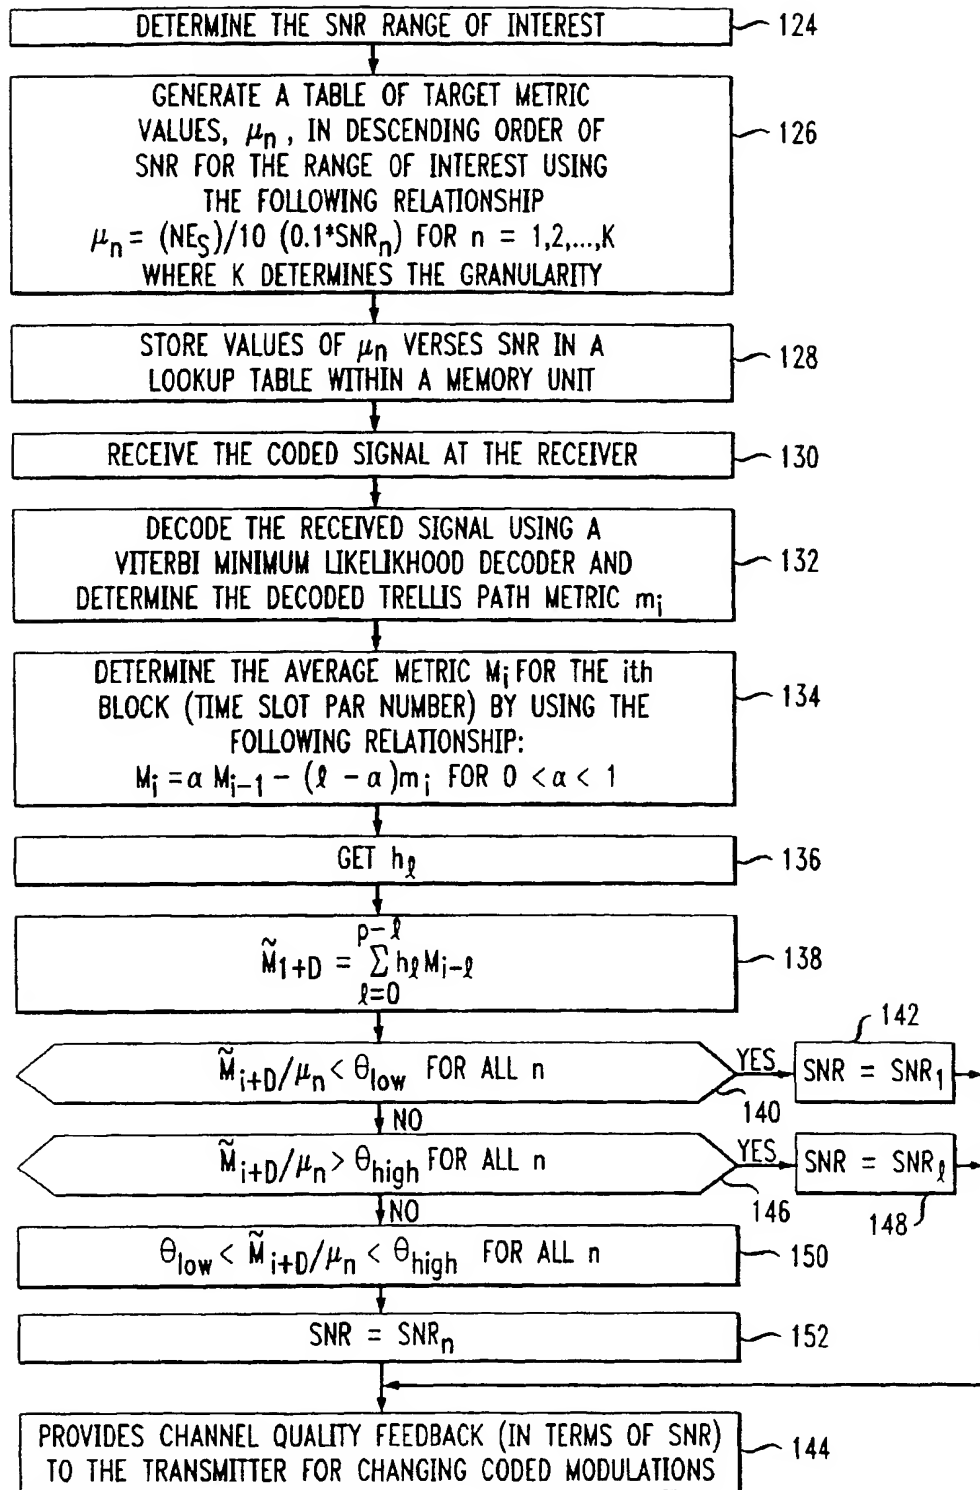 DETERMINE THE SNR RANGE OF INTEREST
124
GENERATE A TABLE OF TARGET METRIC
VALUES, μn, IN DESCENDING ORDER OF
SNR FOR THE RANGE OF INTEREST USING
THE FOLLOWING RELATIONSHIP
μn = (NES)/10 (0.1*SNRn) FOR n = 1,2,...,K
WHERE K DETERMINES THE GRANULARITY
126
STORE VALUES OF μn VERSES SNR IN A
LOOKUP TABLE WITHIN A MEMORY UNIT
128
RECEIVE THE CODED SIGNAL AT THE RECEIVER
130
DECODE THE RECEIVED SIGNAL USING A
VITERBI MINIMUM LIKELIKHOOD DECODER AND
DETERMINE THE DECODED TRELLIS PATH METRIC mi
132
DETERMINE THE AVERAGE METRIC Mi FOR THE ith
BLOCK (TIME SLOT PAR NUMBER) BY USING THE
FOLLOWING RELATIONSHIP:
Mi = α Mi-1 - (ℓ - α)mi FOR 0 < α < 1
134
GET hℓ
136
p-ℓ
M̃1+D = Σ hℓMi-ℓ
ℓ=0
138
M̃i+D/μn < θlow FOR ALL n
140
YES
SNR = SNR1
142
NO
M̃i+D/μn > θhigh FOR ALL n
146
YES
SNR = SNRℓ
148
NO
θlow < M̃i+D/μn < θhigh FOR ALL n
150
SNR = SNRn
152
PROVIDES CHANNEL QUALITY FEEDBACK (IN TERMS OF SNR)
TO THE TRANSMITTER FOR CHANGING CODED MODULATIONS
144